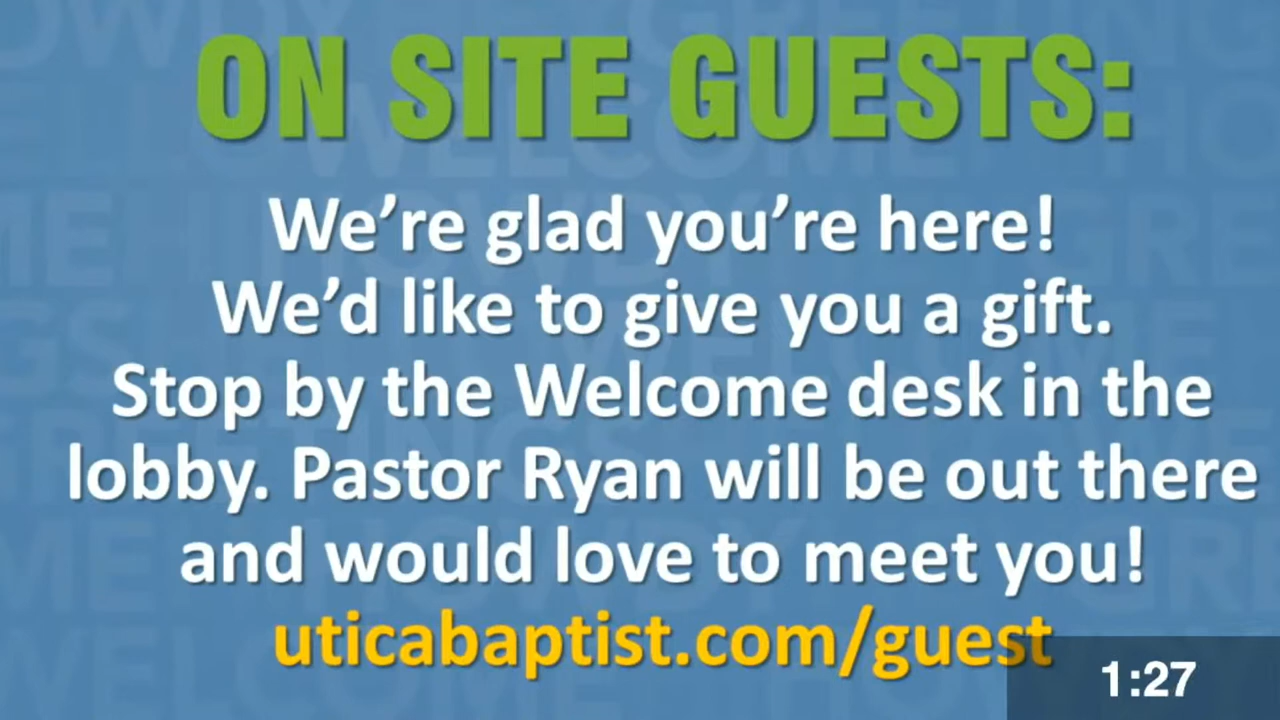 ON SITE GUESTS:
We're glad you're here!
We'd like to give you a gift.
Stop by the Welcome desk in the
lobby. Pastor Ryan will be out there
and would love to meet you!
uticabaptist.com/guest
1:27